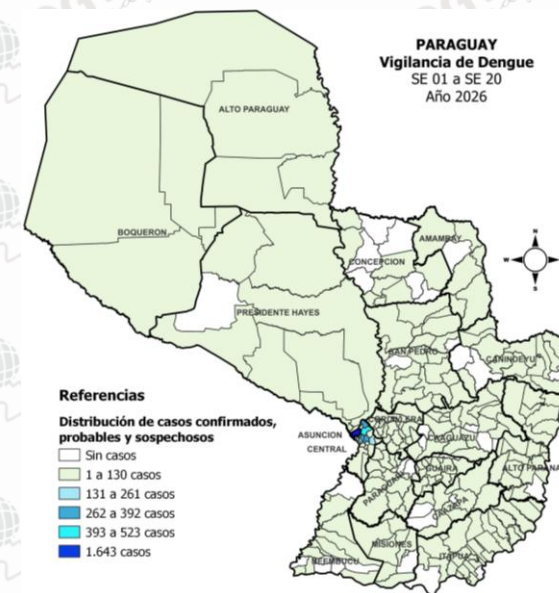 PARAGUAY
Vigilancia de Dengue
SE 01 a SE 20
Año 2026
ALTO PARAGUAY
BOQUERON
CONCEPCION
AMAMBAY
N
W
E
S
PRESIDENTE HAYES
SAN PEDRO
CANINDEYU
Referencias
Distribución de casos confirmados,
probables y sospechosos
Sin casos
1 a 130 casos
131 a 261 casos
262 a 392 casos
393 a 523 casos
1.643 casos
ASUNCION
CENTRAL
CORDILLERA
CAAGUAZU
ALTO PARANA
GUAIRA
PARAGUARI
CAAZAPA
MISIONES
ÑEEMBUCU
ITAPUA